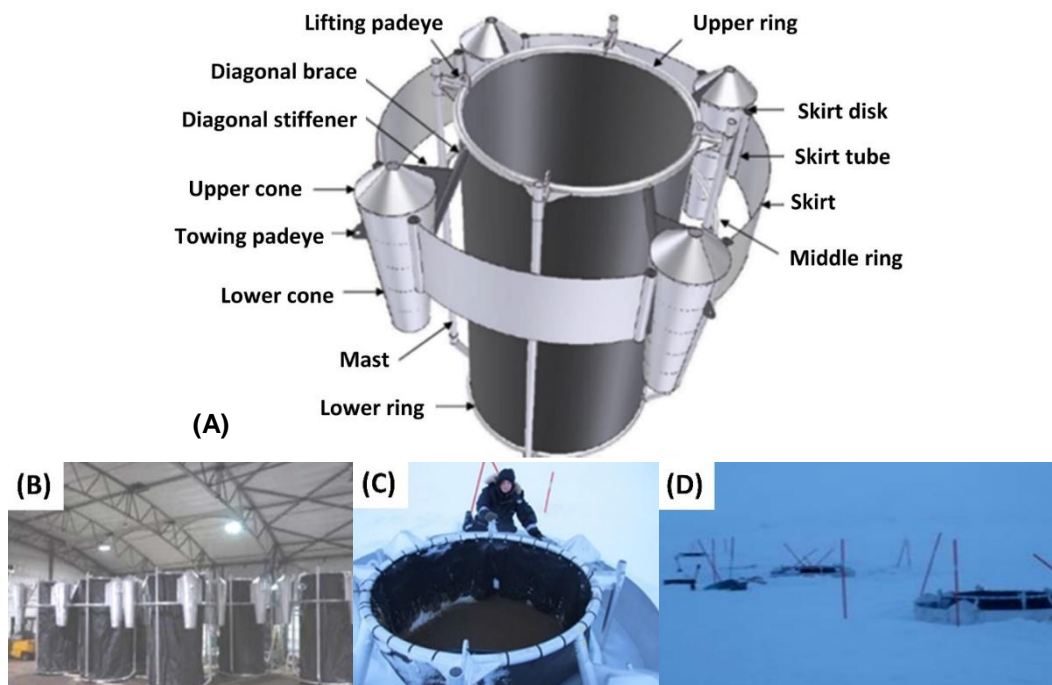 Lifting padeye
Upper ring
Diagonal brace
Diagonal stiffener
Skirt disk
Upper cone
Skirt tube
Skirt
Towing padeye
Middle ring
Lower cone
Mast
Lower ring
(A)
(B)
(C)
(D)